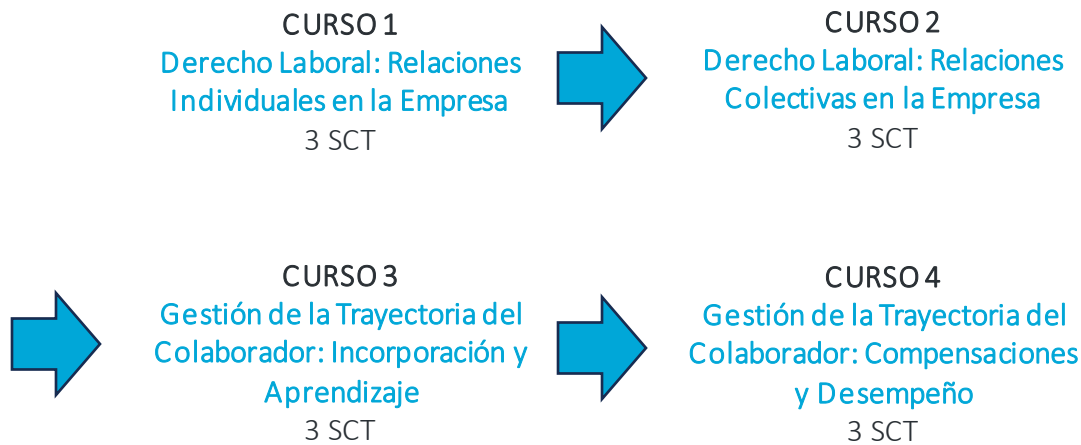 CURSO 1
Derecho Laboral: Relaciones
Individuales en la Empresa
3 SCT
CURSO 2
Derecho Laboral: Relaciones
Colectivas en la Empresa
3 SCT
CURSO 3
Gestión de la Trayectoria del
Colaborador: Incorporación y
Aprendizaje
3 SCT
CURSO 4
Gestión de la Trayectoria del
Colaborador: Compensaciones
y Desempeño
3 SCT